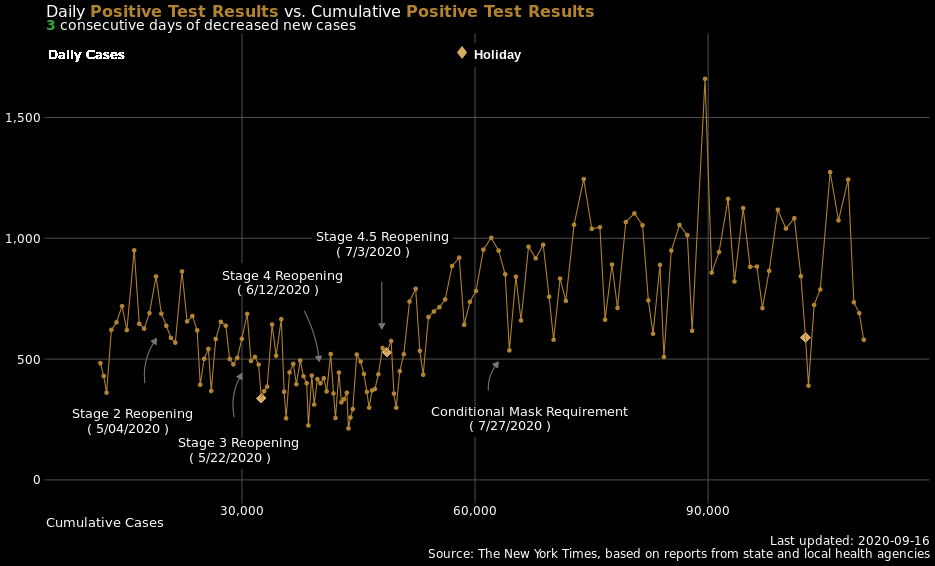 Daily Positive Test Results vs. Cumulative Positive Test Results
3 consecutive days of decreased new cases
Daily Cases
Holiday
1,500
1,000
500
0
Stage 4.5 Reopening
( 7/3/2020 )
Stage 4 Reopening
( 6/12/2020 )
Stage 2 Reopening
( 5/04/2020 )
Stage 3 Reopening
( 5/22/2020 )
Conditional Mask Requirement
( 7/27/2020 )
30,000
60,000
90,000
Cumulative Cases
Last updated: 2020-09-16
Source: The New York Times, based on reports from state and local health agencies